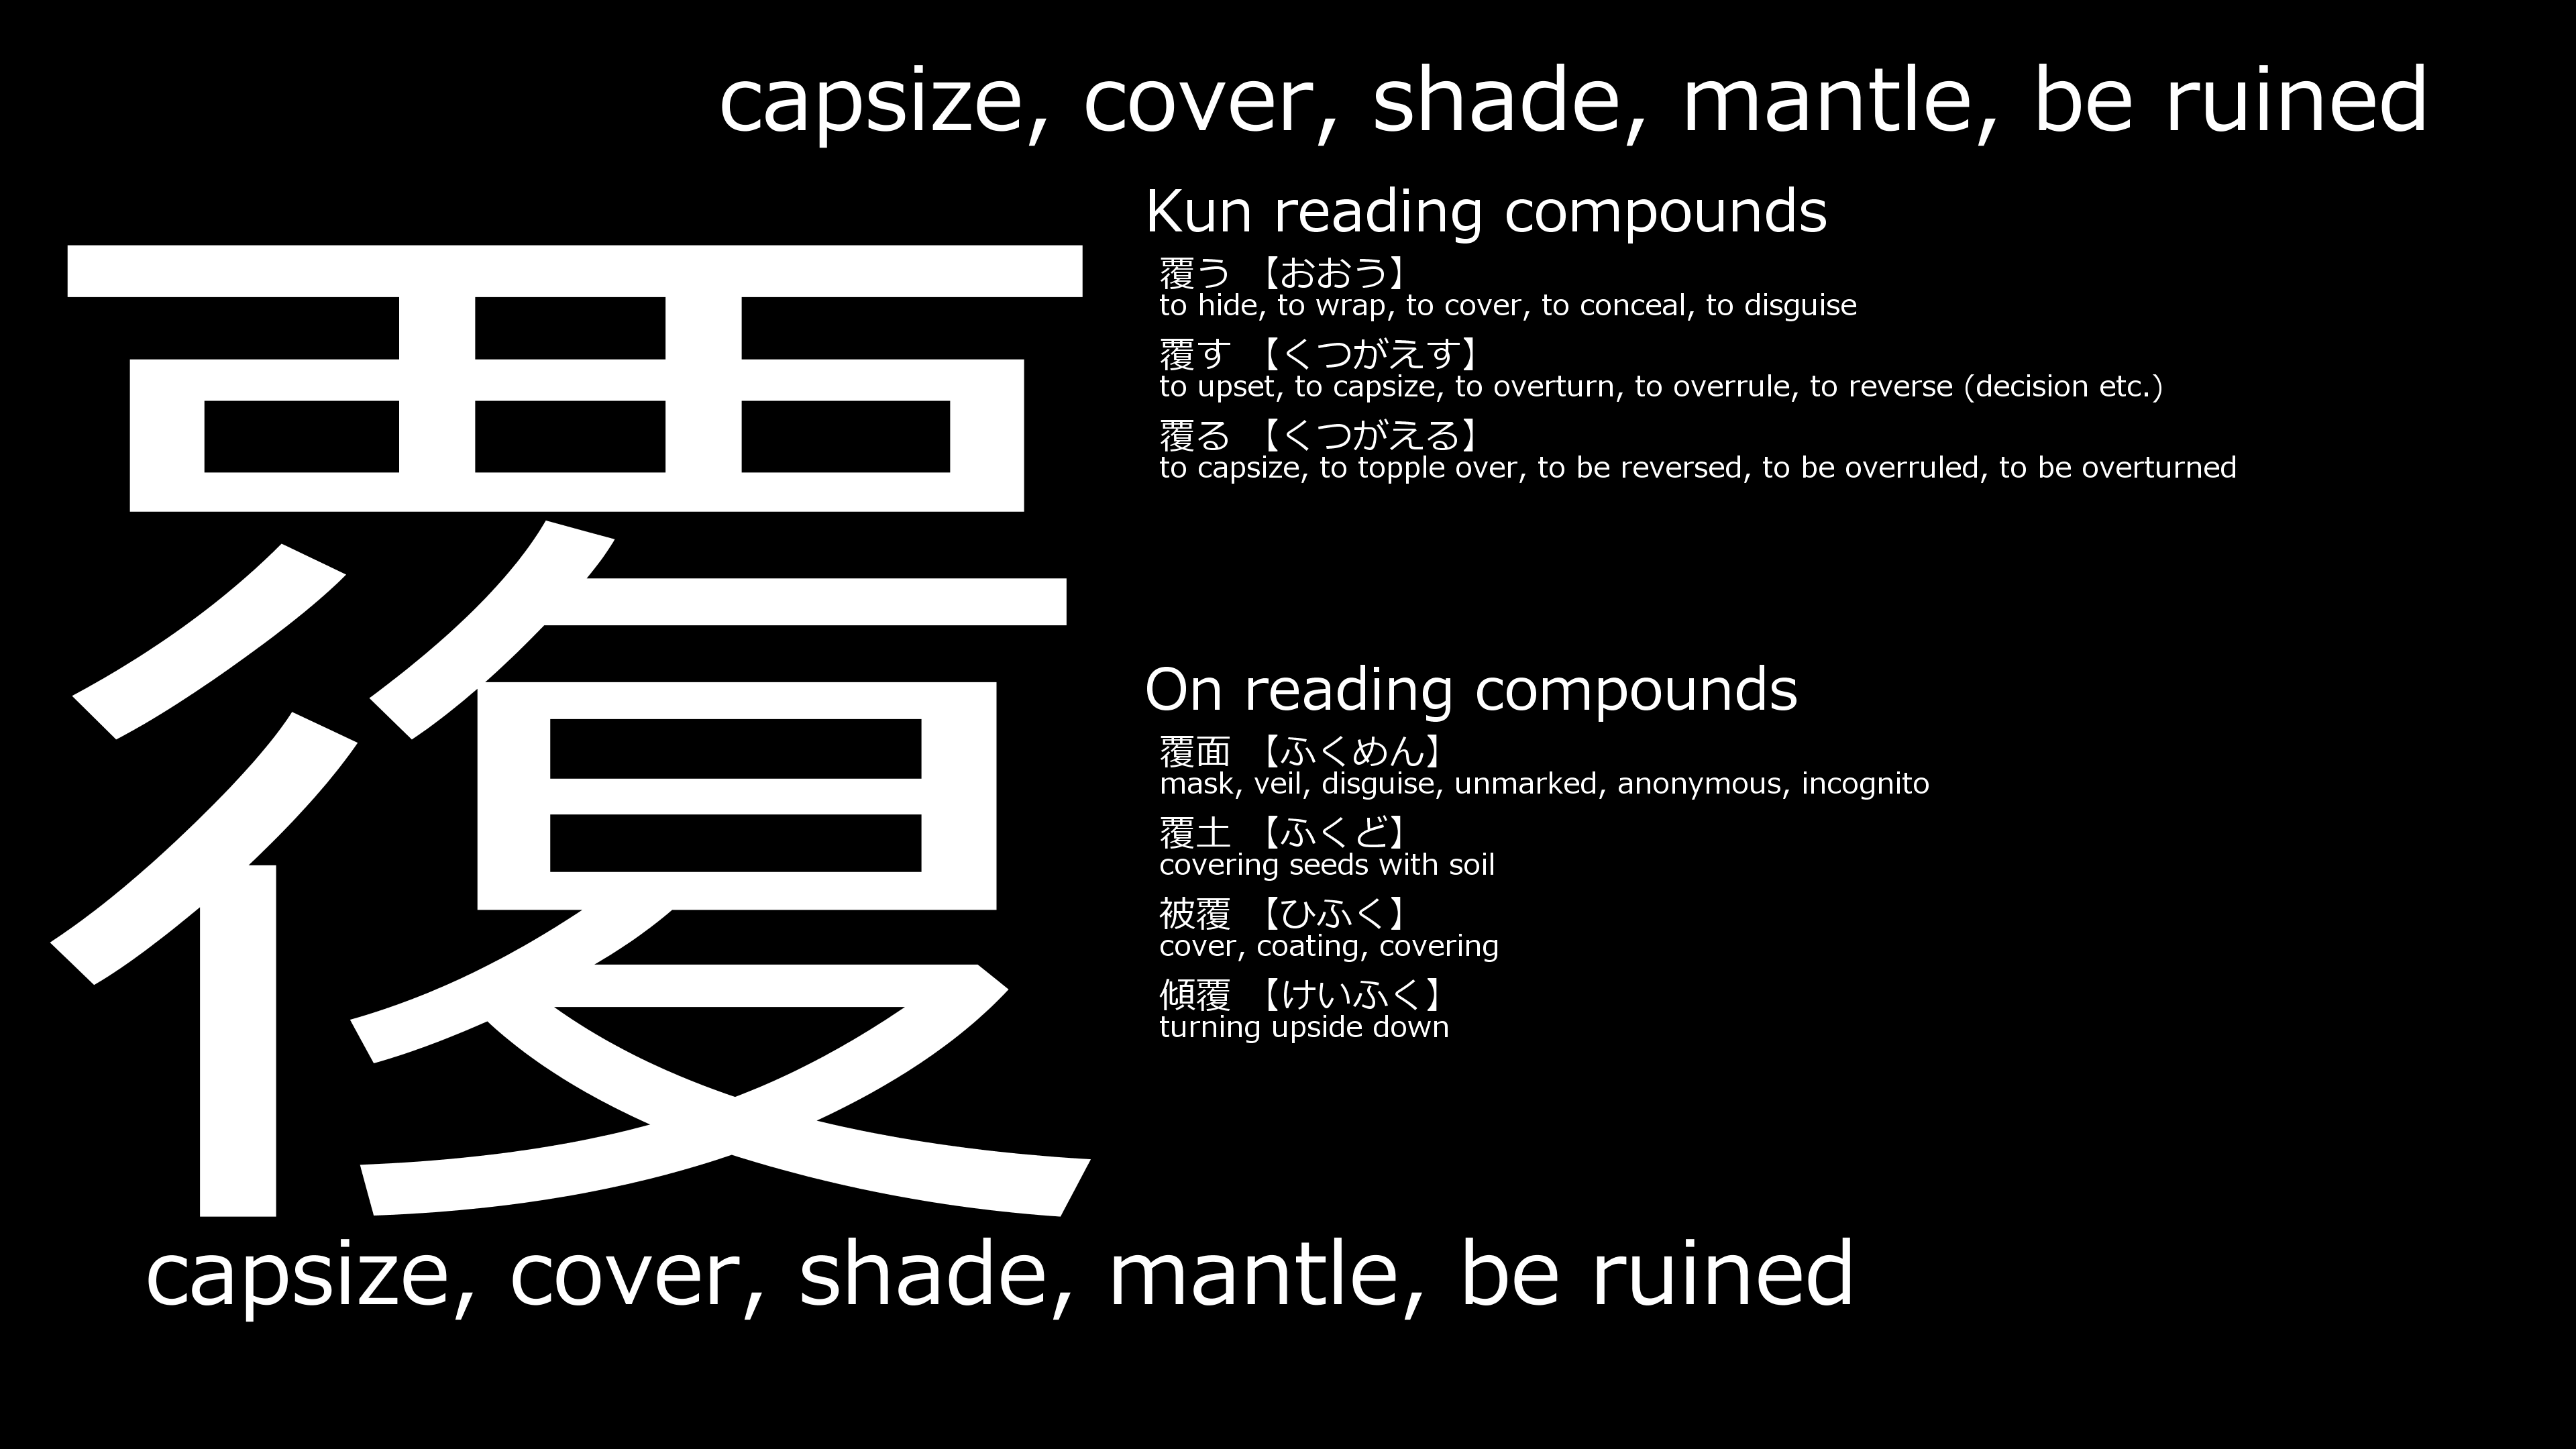 capsize, cover, shade, mantle, be ruined
覆
Kun reading compounds
覆う 【おおう】
to hide, to wrap, to cover, to conceal, to disguise
覆す 【くつがえす】
to upset, to capsize, to overturn, to overrule, to reverse (decision etc.)
覆る 【くつがえる】
to capsize, to topple over, to be reversed, to be overruled, to be overturned
On reading compounds
覆面 【ふくめん】
mask, veil, disguise, unmarked, anonymous, incognito
覆土 【ふくど】
covering seeds with soil
被覆 【ひふく】
cover, coating, covering
傾覆 【けいふく】
turning upside down
capsize, cover, shade, mantle, be ruined